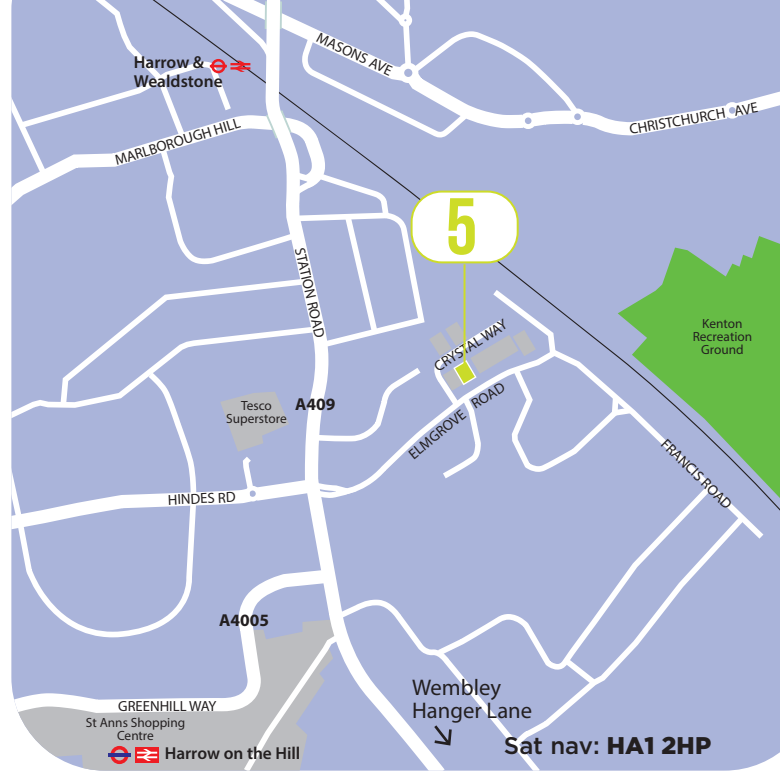 MASONS AVE
Harrow &
Wealdstone
CHRISTCHURCH AVE
MARLBOROUGH HILL
5
STATION ROAD
CRYSTAL WAY
Kenton
Recreation
Ground
Tesco
Superstore
A409
ELMGROVE ROAD
FRANCIS ROAD
HINDES RD
A4005
Wembley
Hanger Lane
GREENHILL WAY
St Anns Shopping
Centre
Harrow on the Hill
Sat nav: HA1 2HP